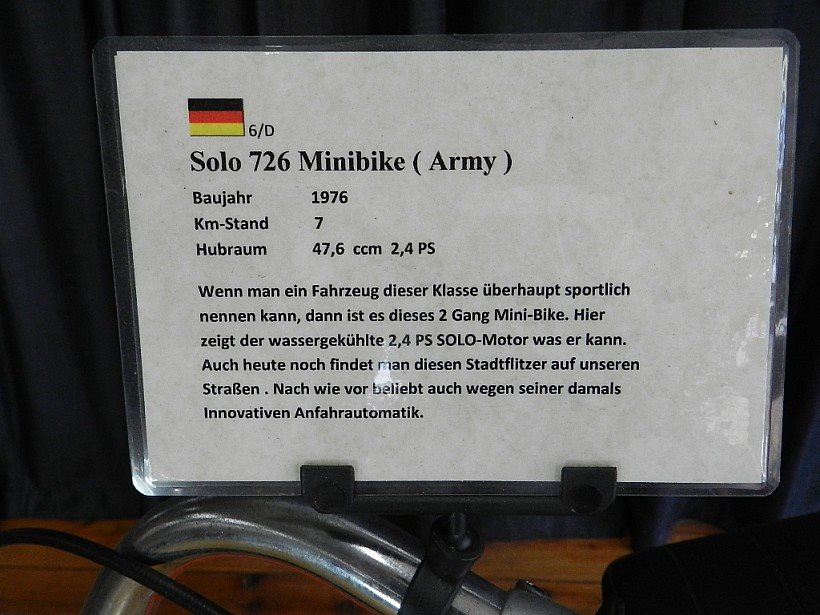 6/D
Solo 726 Minibike ( Army )
Baujahr 1976
Km-Stand 7
Hubraum 47,6 ccm 2,4 PS
Wenn man ein Fahrzeug dieser Klasse überhaupt sportlich
nennen kann, dann ist es dieses 2 Gang Mini-Bike. Hier
zeigt der wassergekühlte 2,4 PS SOLO-Motor was er kann.
Auch heute noch findet man diesen Stadtflitzer auf unseren
Straßen . Nach wie vor beliebt auch wegen seiner damals
Innovativen Anfahrautomatik.